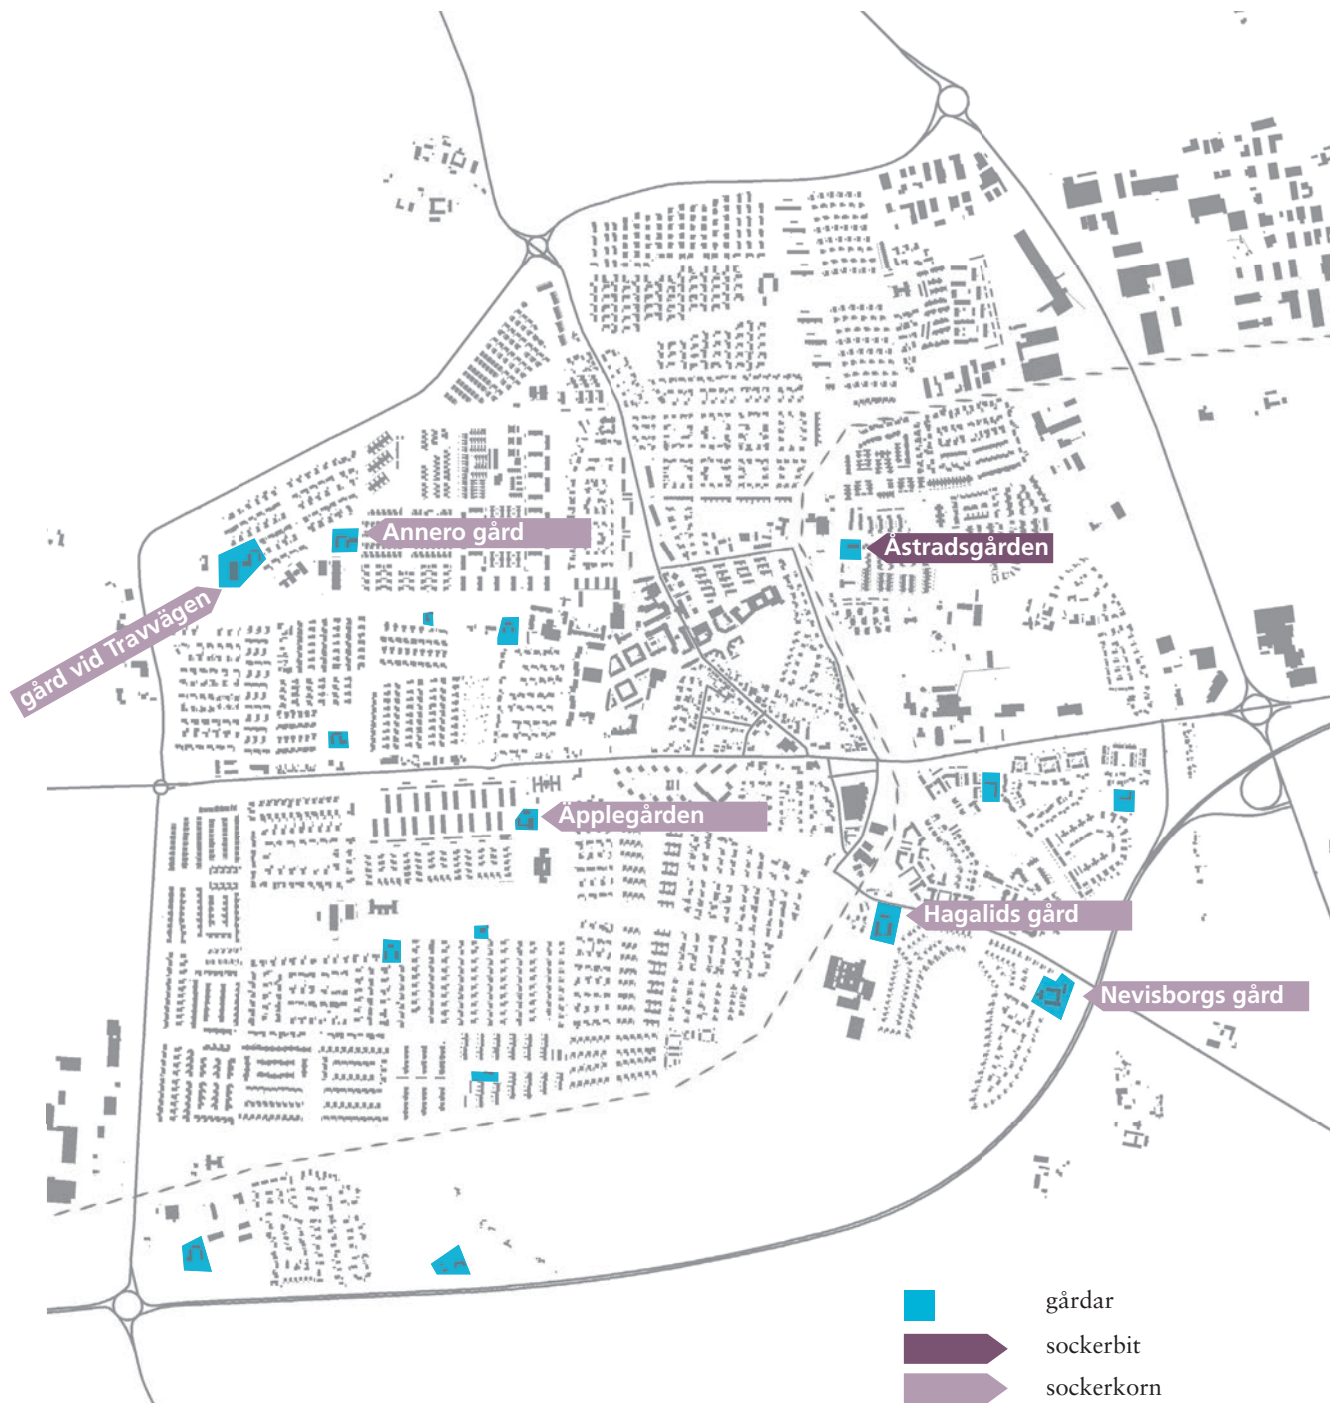 Annero gård
Åstradsgården
gård vid Travvägen
Äpplegården
Hagalids gård
Nevisborgs gård
gårdar
sockerbit
sockerkorn